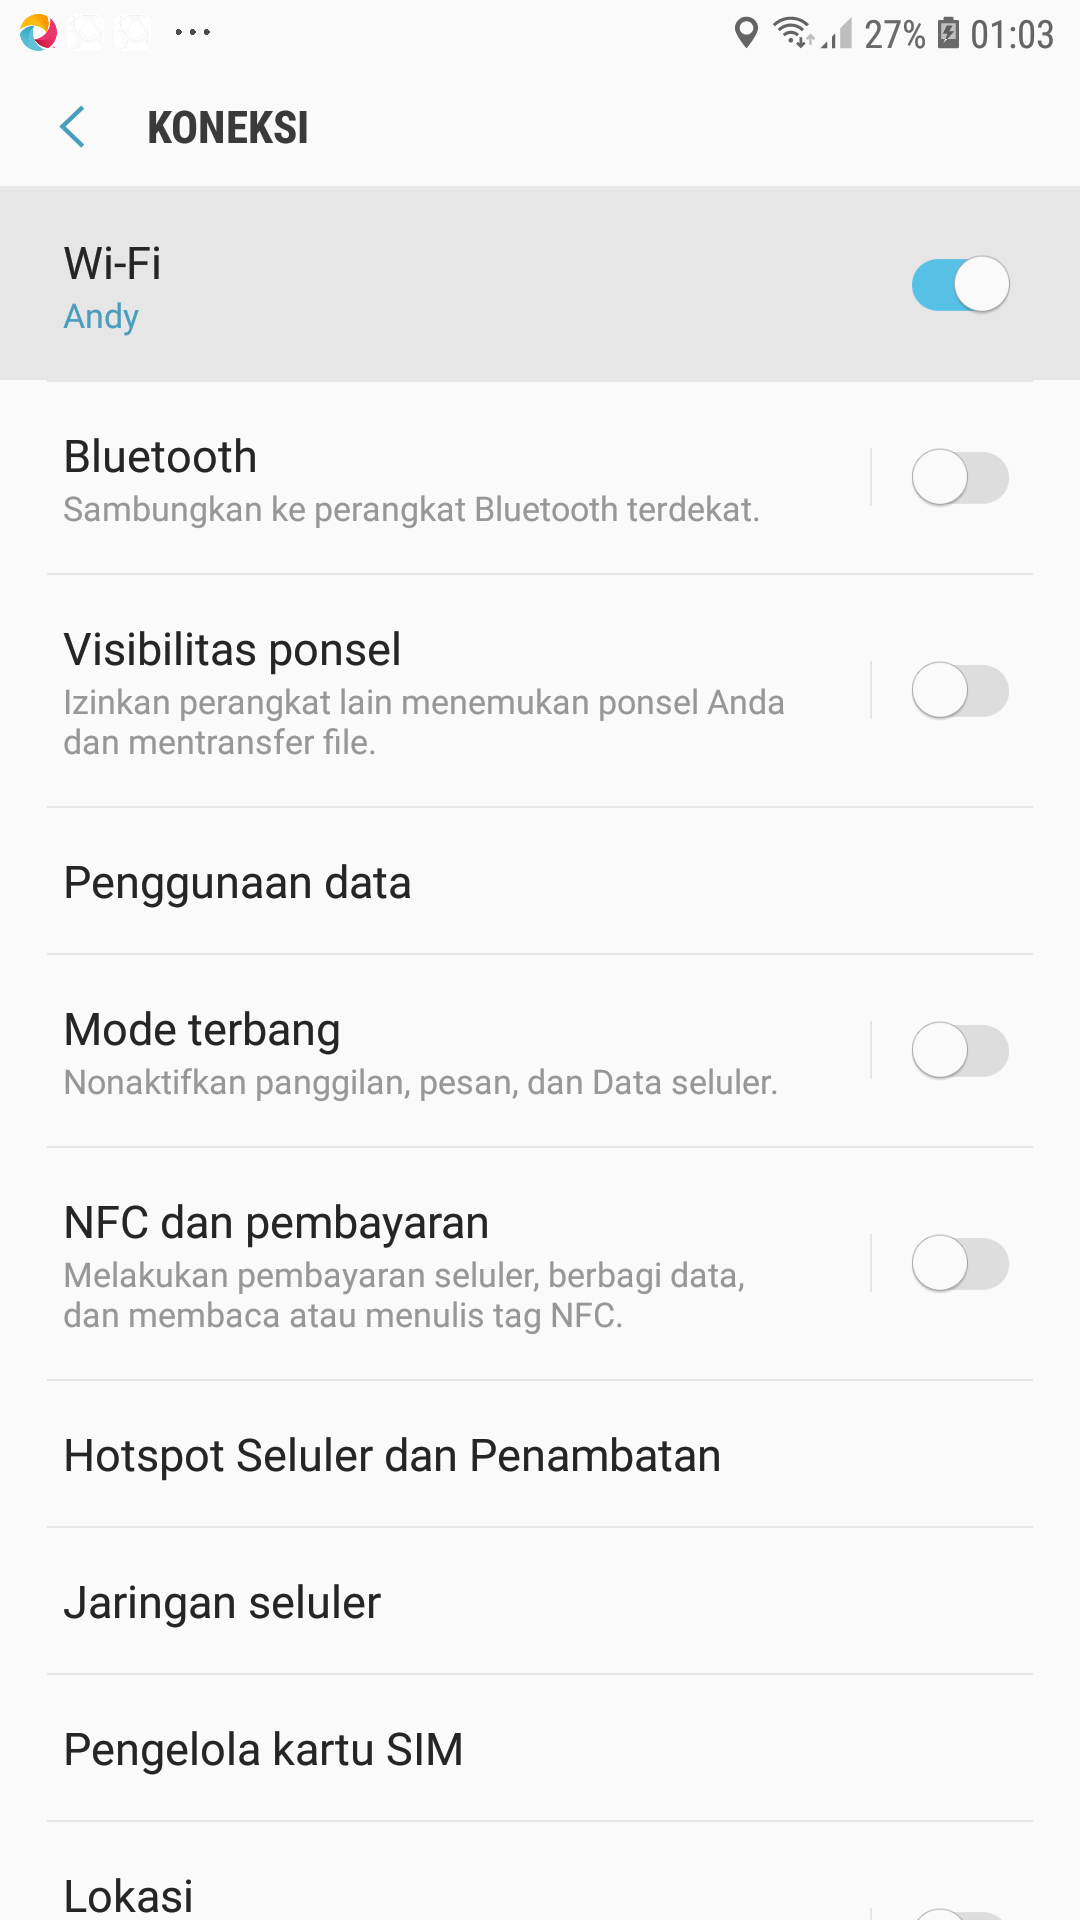 27% 01:03
KONEKSI
Wi-Fi
Andy
Bluetooth
Sambungkan ke perangkat Bluetooth terdekat.
Visibilitas ponsel
Izinkan perangkat lain menemukan ponsel Anda
dan mentransfer file.
Penggunaan data
Mode terbang
Nonaktifkan panggilan, pesan, dan Data seluler.
NFC dan pembayaran
Melakukan pembayaran seluler, berbagi data,
dan membaca atau menulis tag NFC.
Hotspot Seluler dan Penambatan
Jaringan seluler
Pengelola kartu SIM
Lokasi